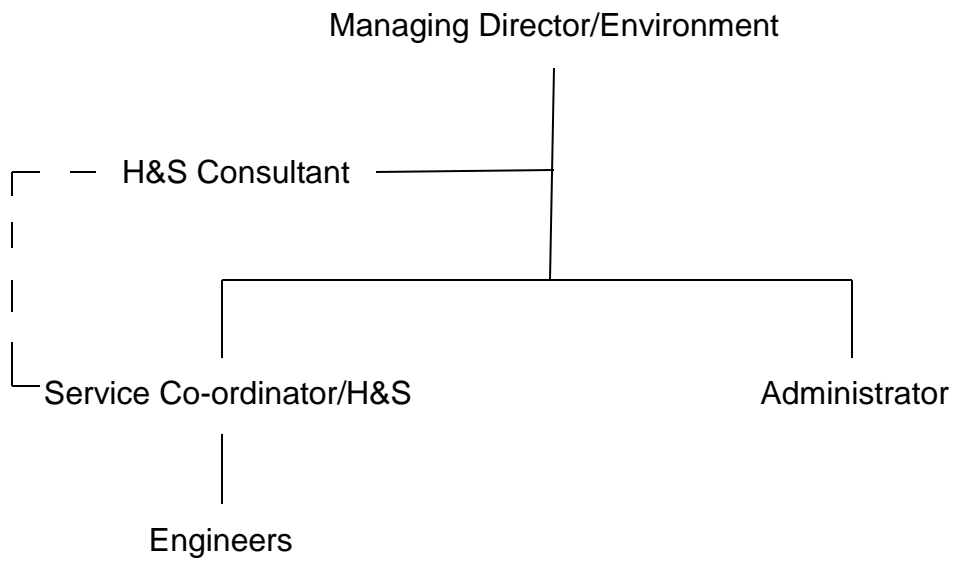 Managing Director/Environment
H&S Consultant
Service Co-ordinator/H&S
Administrator
Engineers